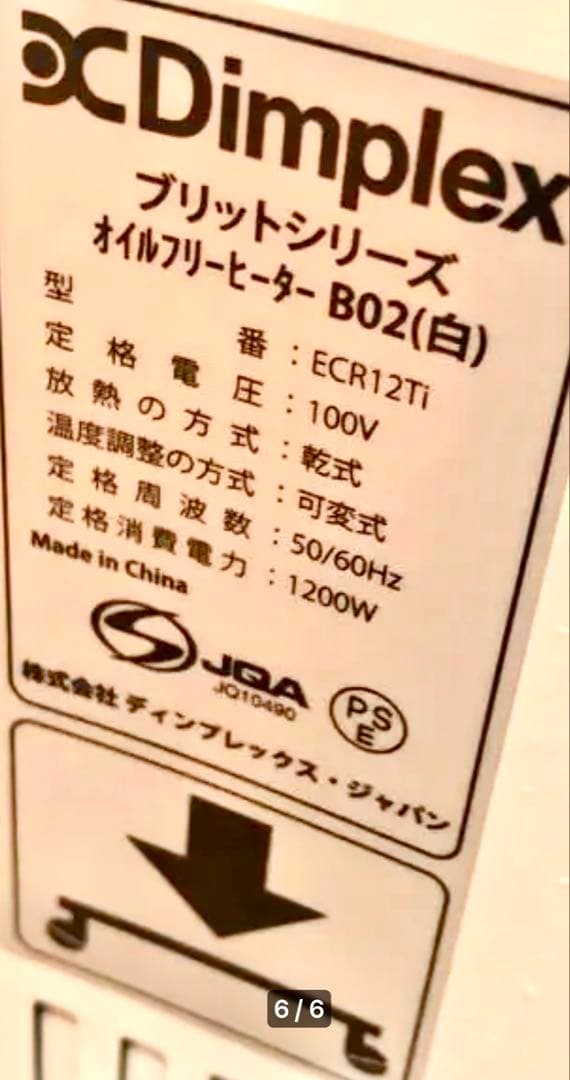 Dimplex
ブリットシリーズ
オイルフリーヒーター B02(白)
型番：ECR12Ti
定格電圧：100V
放熱の方式：乾式
温度調整の方式：可変式
定格周波数：50/60Hz
定格消費電力：1200W
Made in China
JQA
JQ10490
PS
E
株式会社 ディンプレックス・ジャパン
6/6